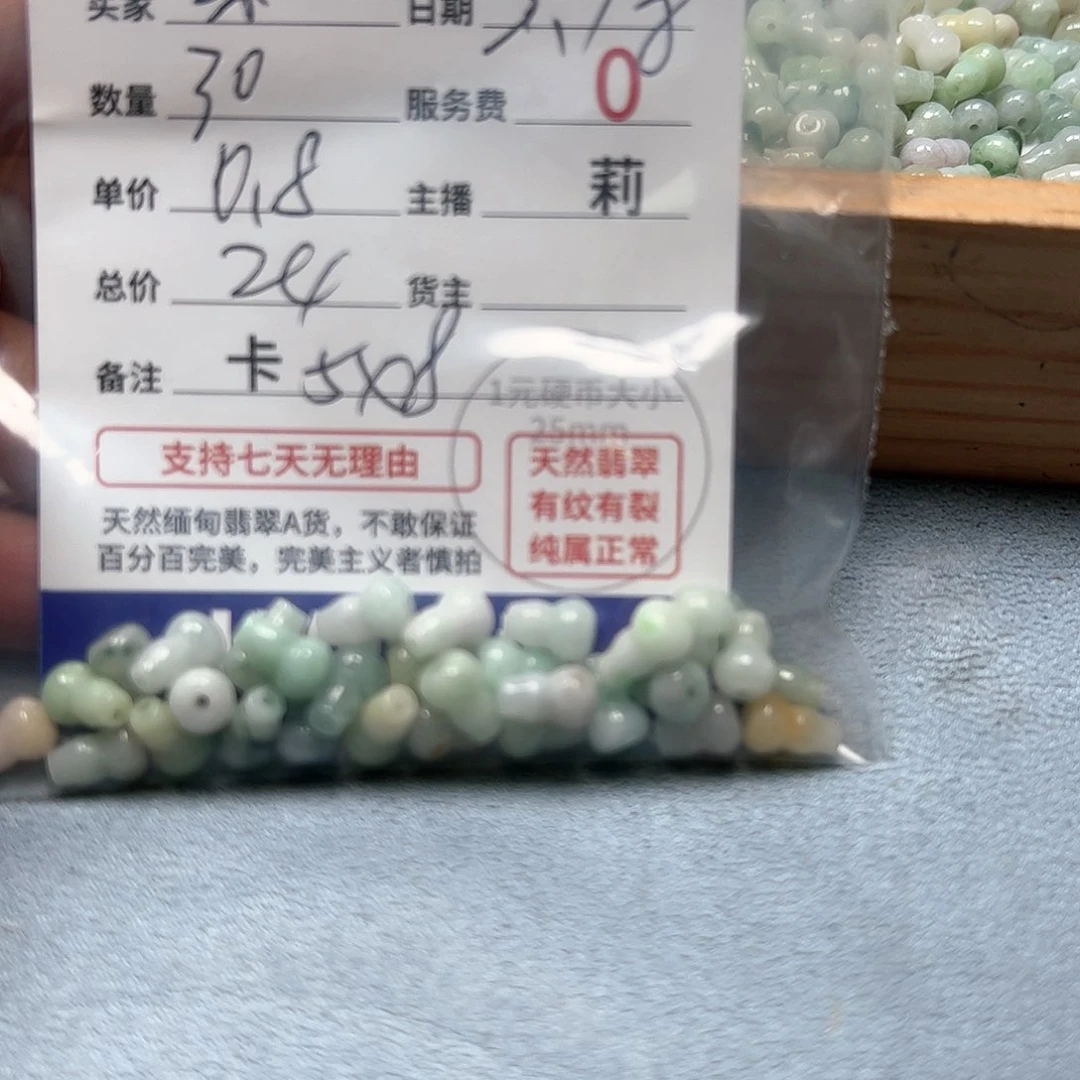 买家 日期
数量 30 服务费 0
单价 0.8 主播 莉
总价 24 货主
备注 卡 5x8
1元硬币大小
25mm
支持七天无理由
天然缅甸翡翠A货，不敢保证
百分百完美，完美主义者慎拍
天然翡翠
有纹有裂
纯属正常